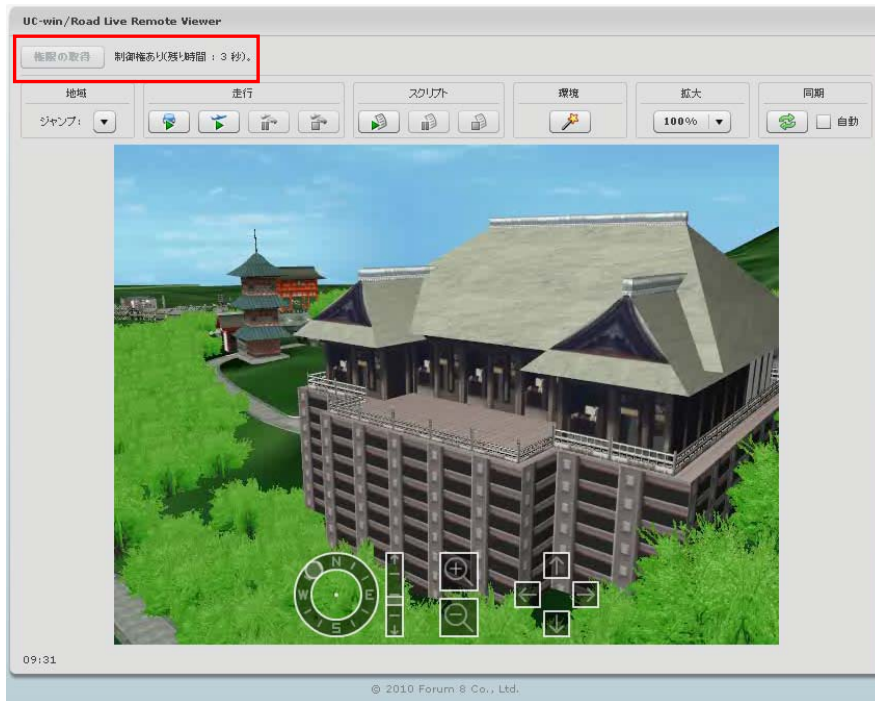 UC-win/Road Live Remote Viewer
権限の取得 制御権あり(残り時間 : 3 秒)。
地域 走行 スクリプト 環境 拡大 同期
ジャンプ: 100% 自動
N
W E
S
09:31
© 2010 Forum 8 Co., Ltd.